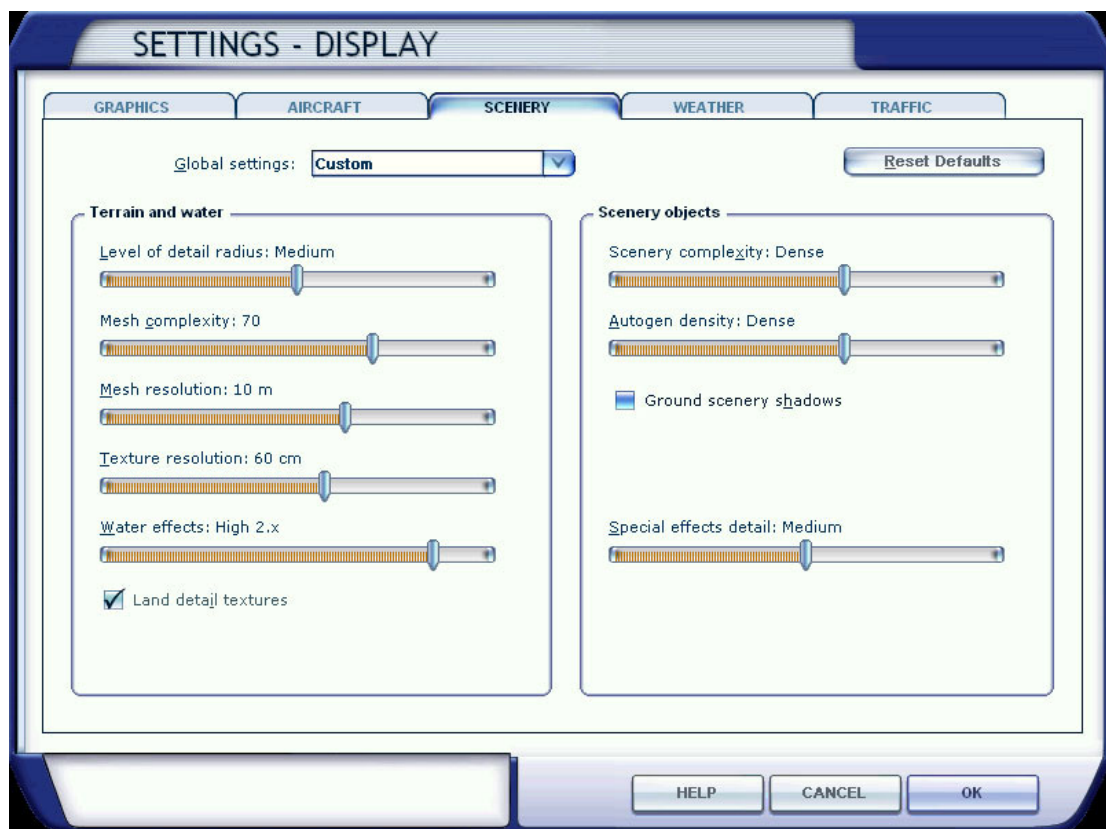 SETTINGS - DISPLAY
GRAPHICS
AIRCRAFT
SCENERY
WEATHER
TRAFFIC
Global settings: Custom
Reset Defaults
Terrain and water
Level of detail radius: Medium
Mesh complexity: 70
Mesh resolution: 10 m
Texture resolution: 60 cm
Water effects: High 2.x
Land detail textures
Scenery objects
Scenery complexity: Dense
Autogen density: Dense
Ground scenery shadows
Special effects detail: Medium
HELP
CANCEL
OK